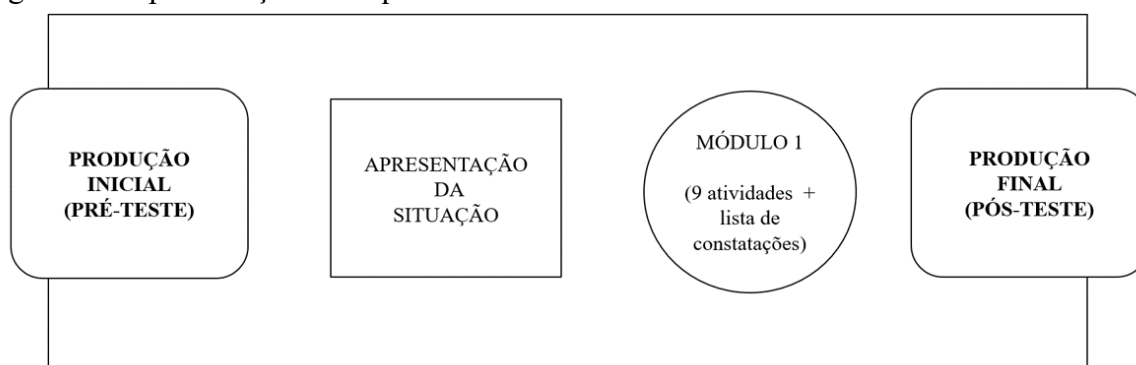 PRODUÇÃO
INICIAL
(PRÉ-TESTE)
APRESENTAÇÃO
DA
SITUAÇÃO
MÓDULO 1
(9 atividades +
lista de
constatações)
PRODUÇÃO
FINAL
(PÓS-TESTE)